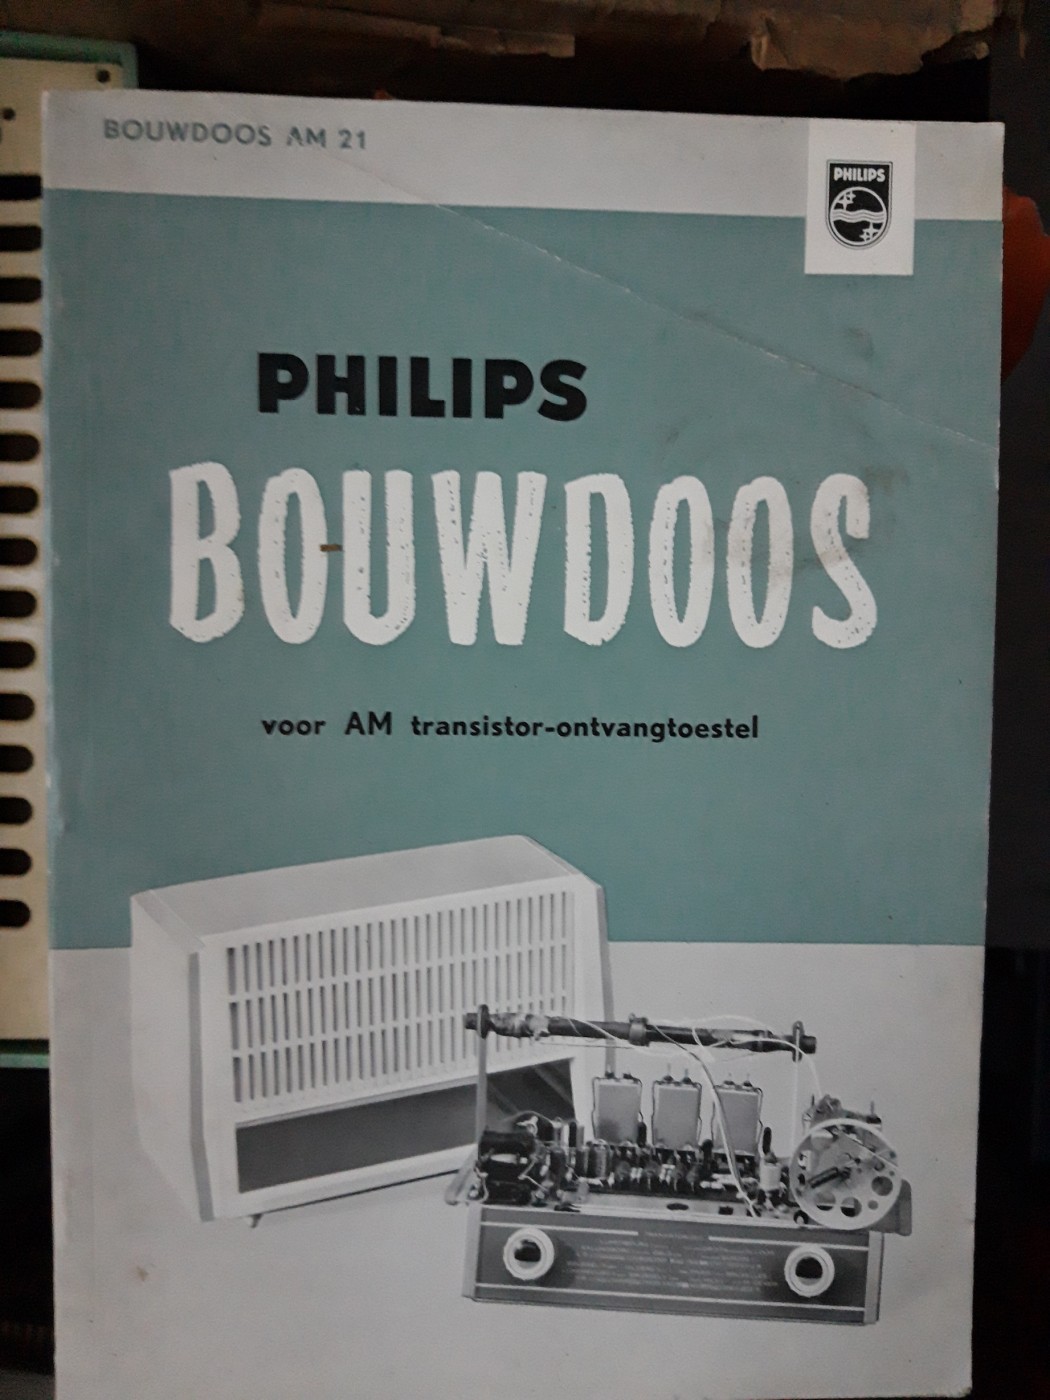 BOUWDOOS AM 21
PHILIPS
PHILIPS
BOUWDOOS
voor AM transistor-ontvangtoestel